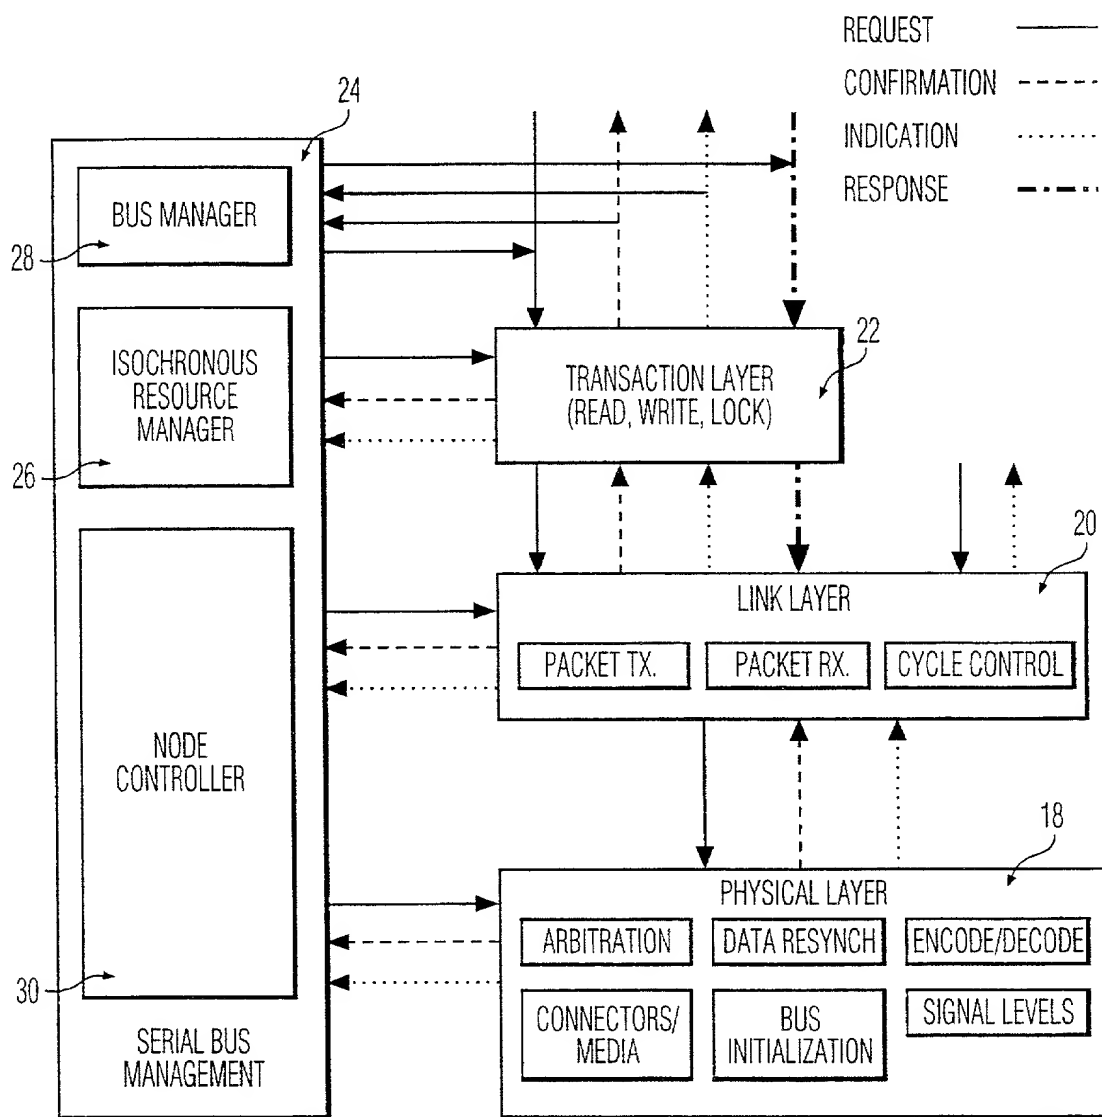 REQUEST
CONFIRMATION
INDICATION
RESPONSE
24
BUS MANAGER
28
ISOCHRONOUS
RESOURCE
MANAGER
26
22
TRANSACTION LAYER
(READ, WRITE, LOCK)
20
LINK LAYER
PACKET TX.
PACKET RX.
CYCLE CONTROL
NODE
CONTROLLER
30
18
PHYSICAL LAYER
ARBITRATION
DATA RESYNCH
ENCODE/DECODE
CONNECTORS/
MEDIA
BUS
INITIALIZATION
SIGNAL LEVELS
SERIAL BUS
MANAGEMENT